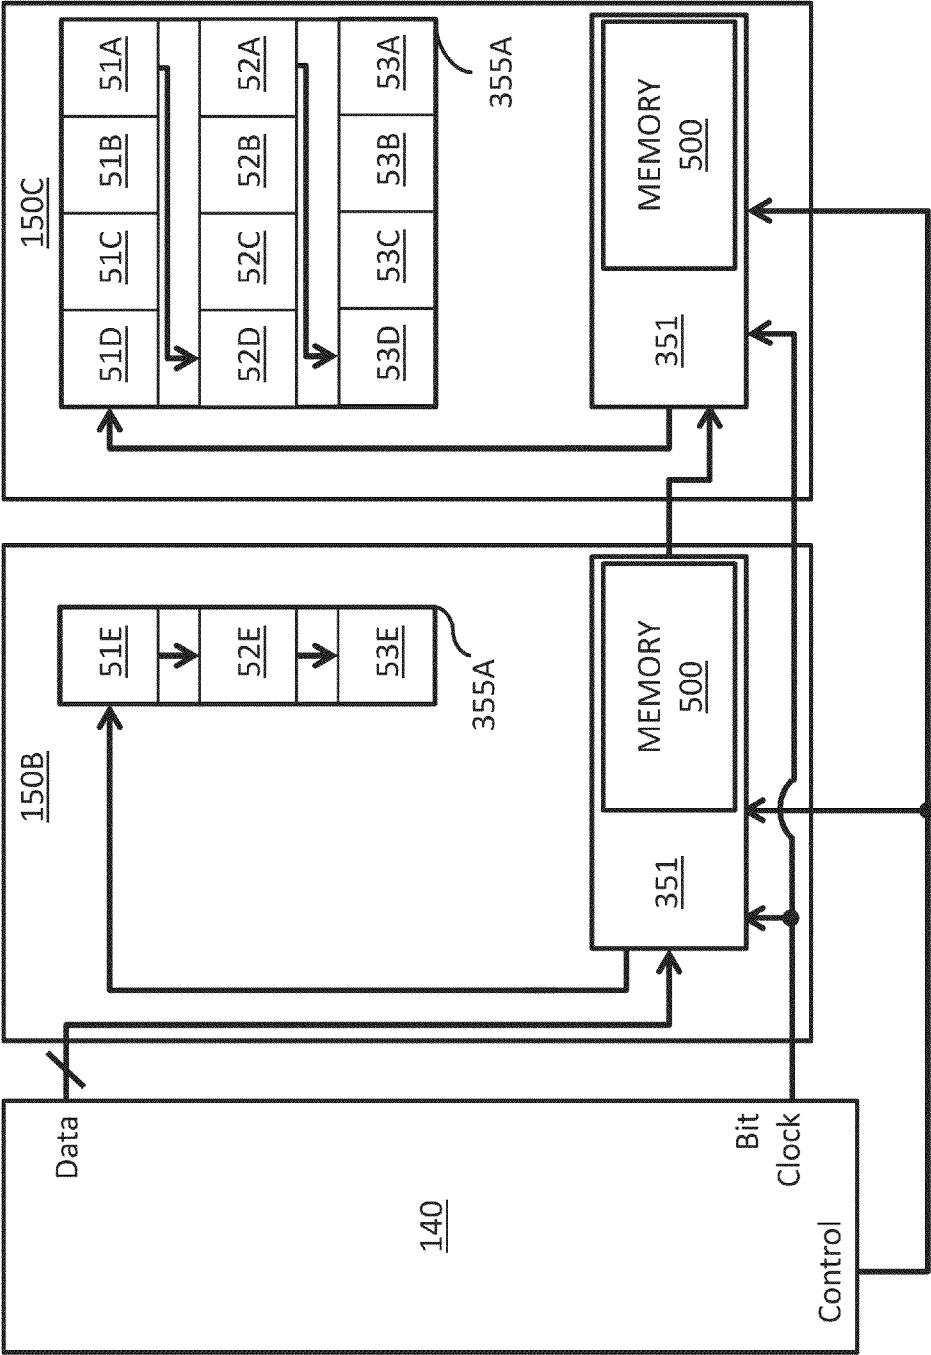 Data
140
Bit
Clock
Control
150B
51E
52E
53E
355A
351
MEMORY
500
150C
51D 51C 51B 51A
52D 52C 52B 52A
53D 53C 53B 53A
355A
351
MEMORY
500